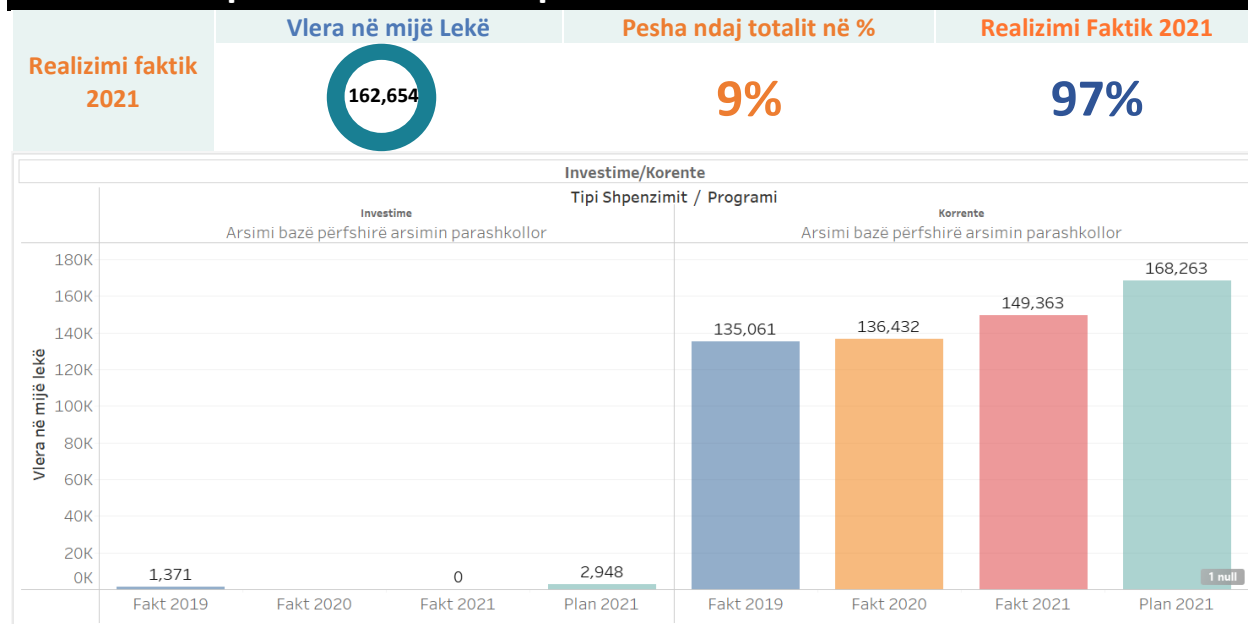 Vlera në mijë Lekë
Pesha ndaj totalit në %
Realizimi Faktik 2021
Realizimi faktik
2021
162,654
9%
97%
Investime/Korente
Tipi Shpenzimit / Programi
Investime
Korrente
Arsimi bazë përfshirë arsimin parashkollor
Arsimi bazë përfshirë arsimin parashkollor
Vlera në mijë lekë
180K
160K
140K
120K
100K
80K
60K
40K
20K
0K
1,371
0
2,948
135,061
136,432
149,363
168,263
1 null
Fakt 2019
Fakt 2020
Fakt 2021
Plan 2021
Fakt 2019
Fakt 2020
Fakt 2021
Plan 2021